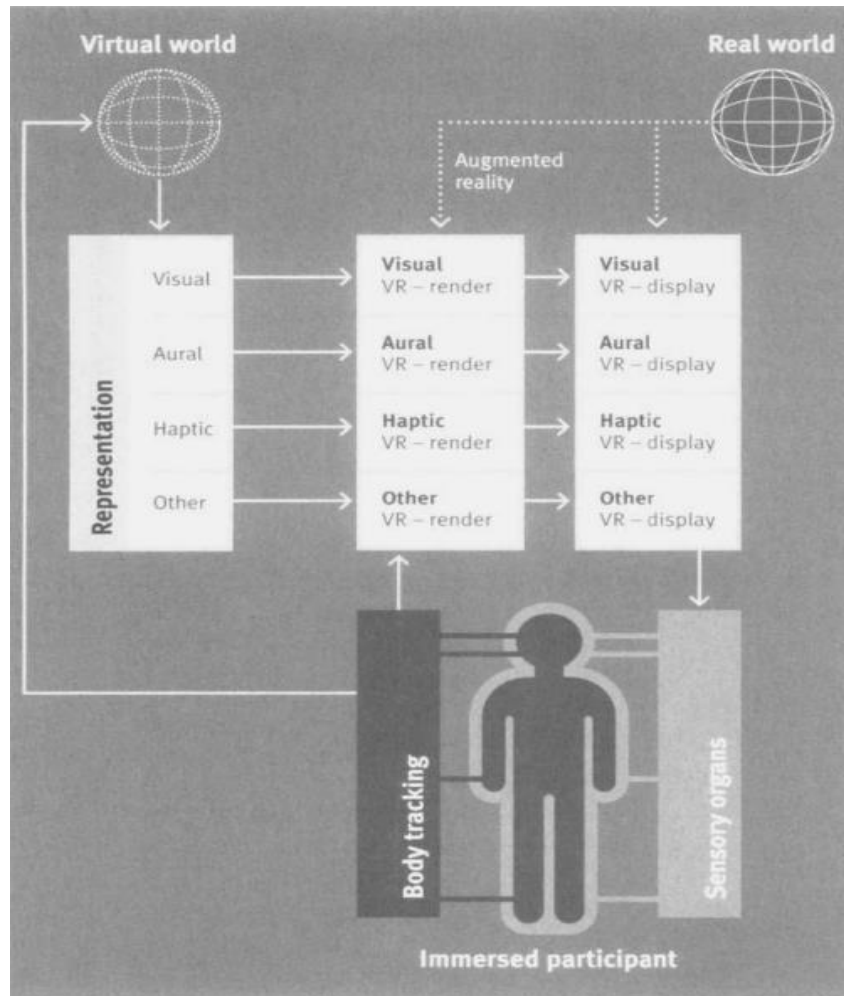 Virtual world
Real world
Augmented
reality
Representation
Visual
Aural
Haptic
Other
Visual
VR – render
Aural
VR – render
Haptic
VR – render
Other
VR – render
Visual
VR – display
Aural
VR – display
Haptic
VR – display
Other
VR – display
Body tracking
Sensory organs
Immersed participant